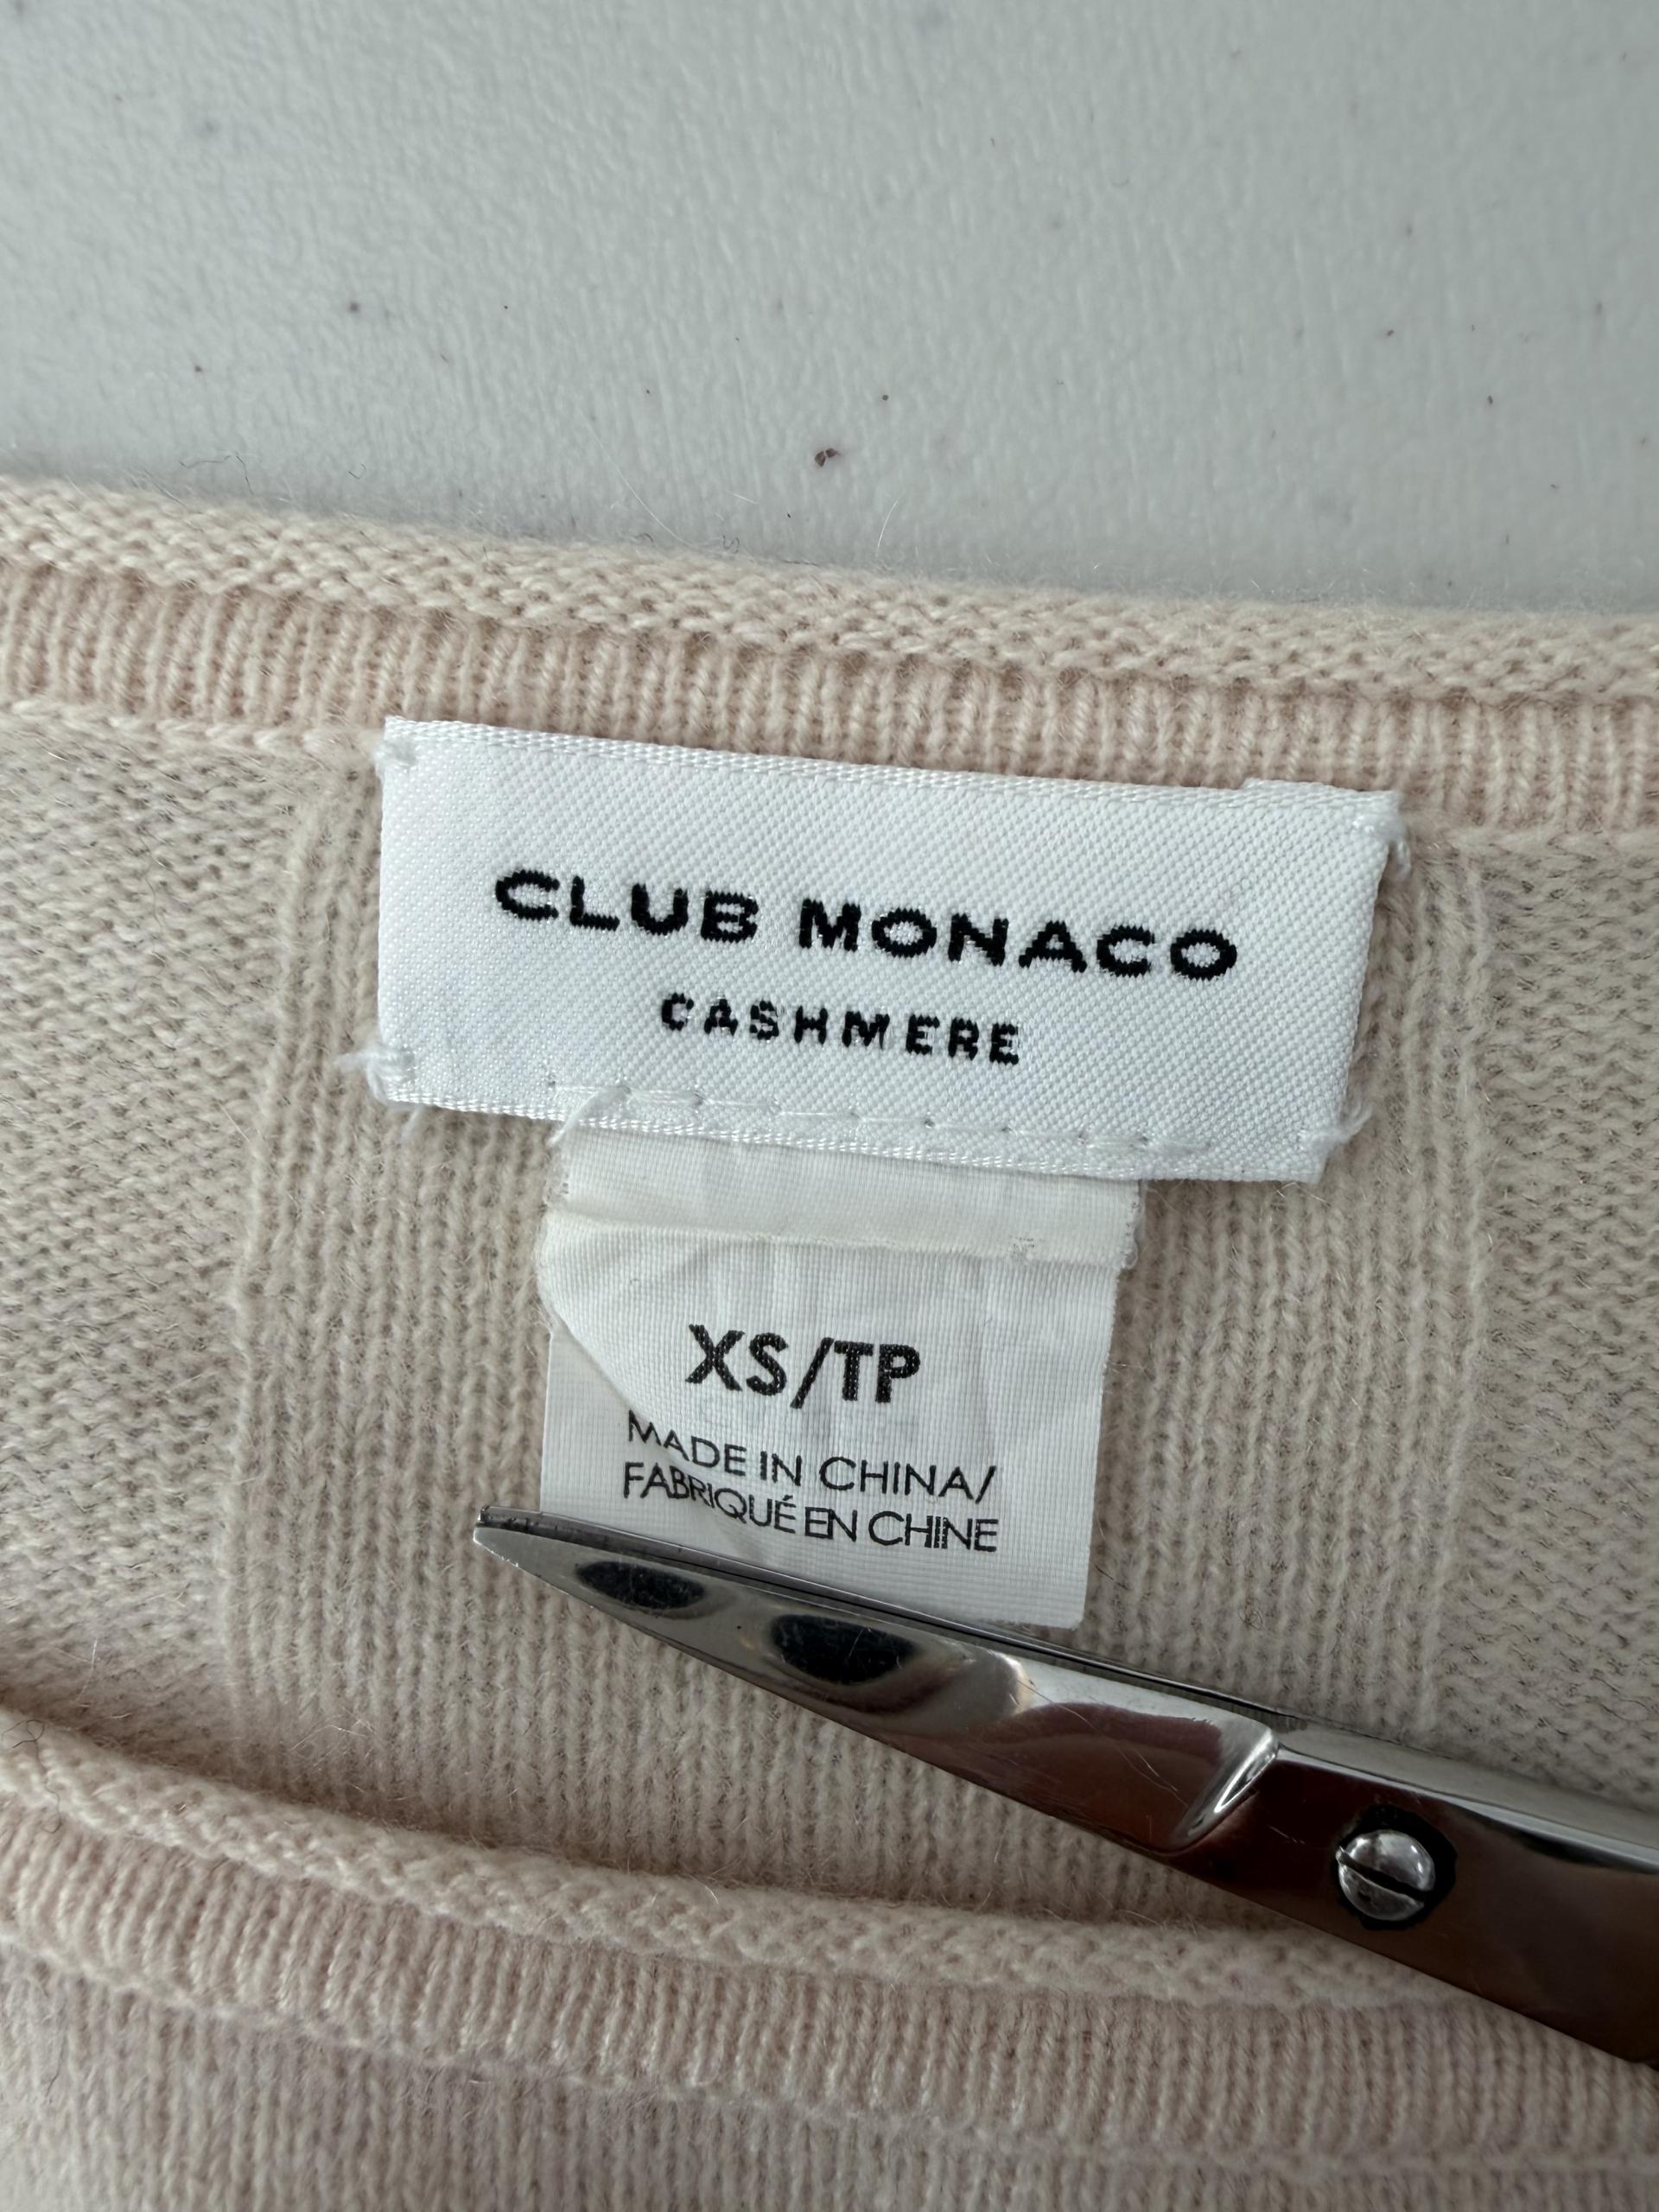 CLUB MONACO
CASHMERE
XS/TP
MADE IN CHINA/
FABRIQUÉ EN CHINE